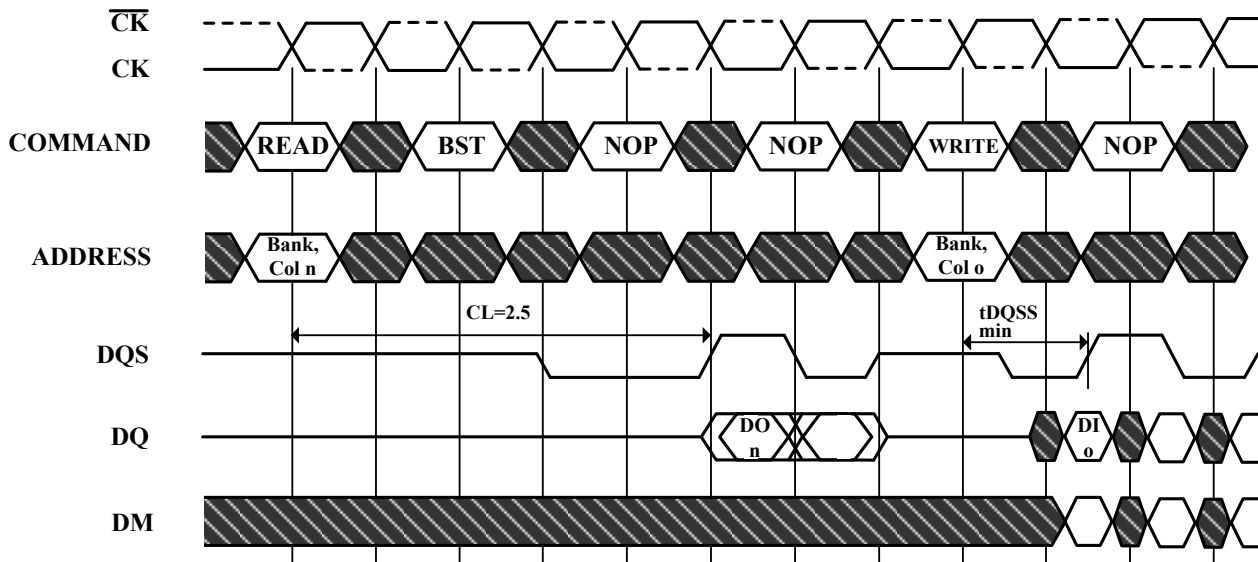 CK
CK
COMMAND
READ
BST
NOP
NOP
WRITE
NOP
ADDRESS
Bank,
Col n
Bank,
Col o
CL=2.5
tDQSS
min
DQS
DQ
DO
n
DI
o
DM